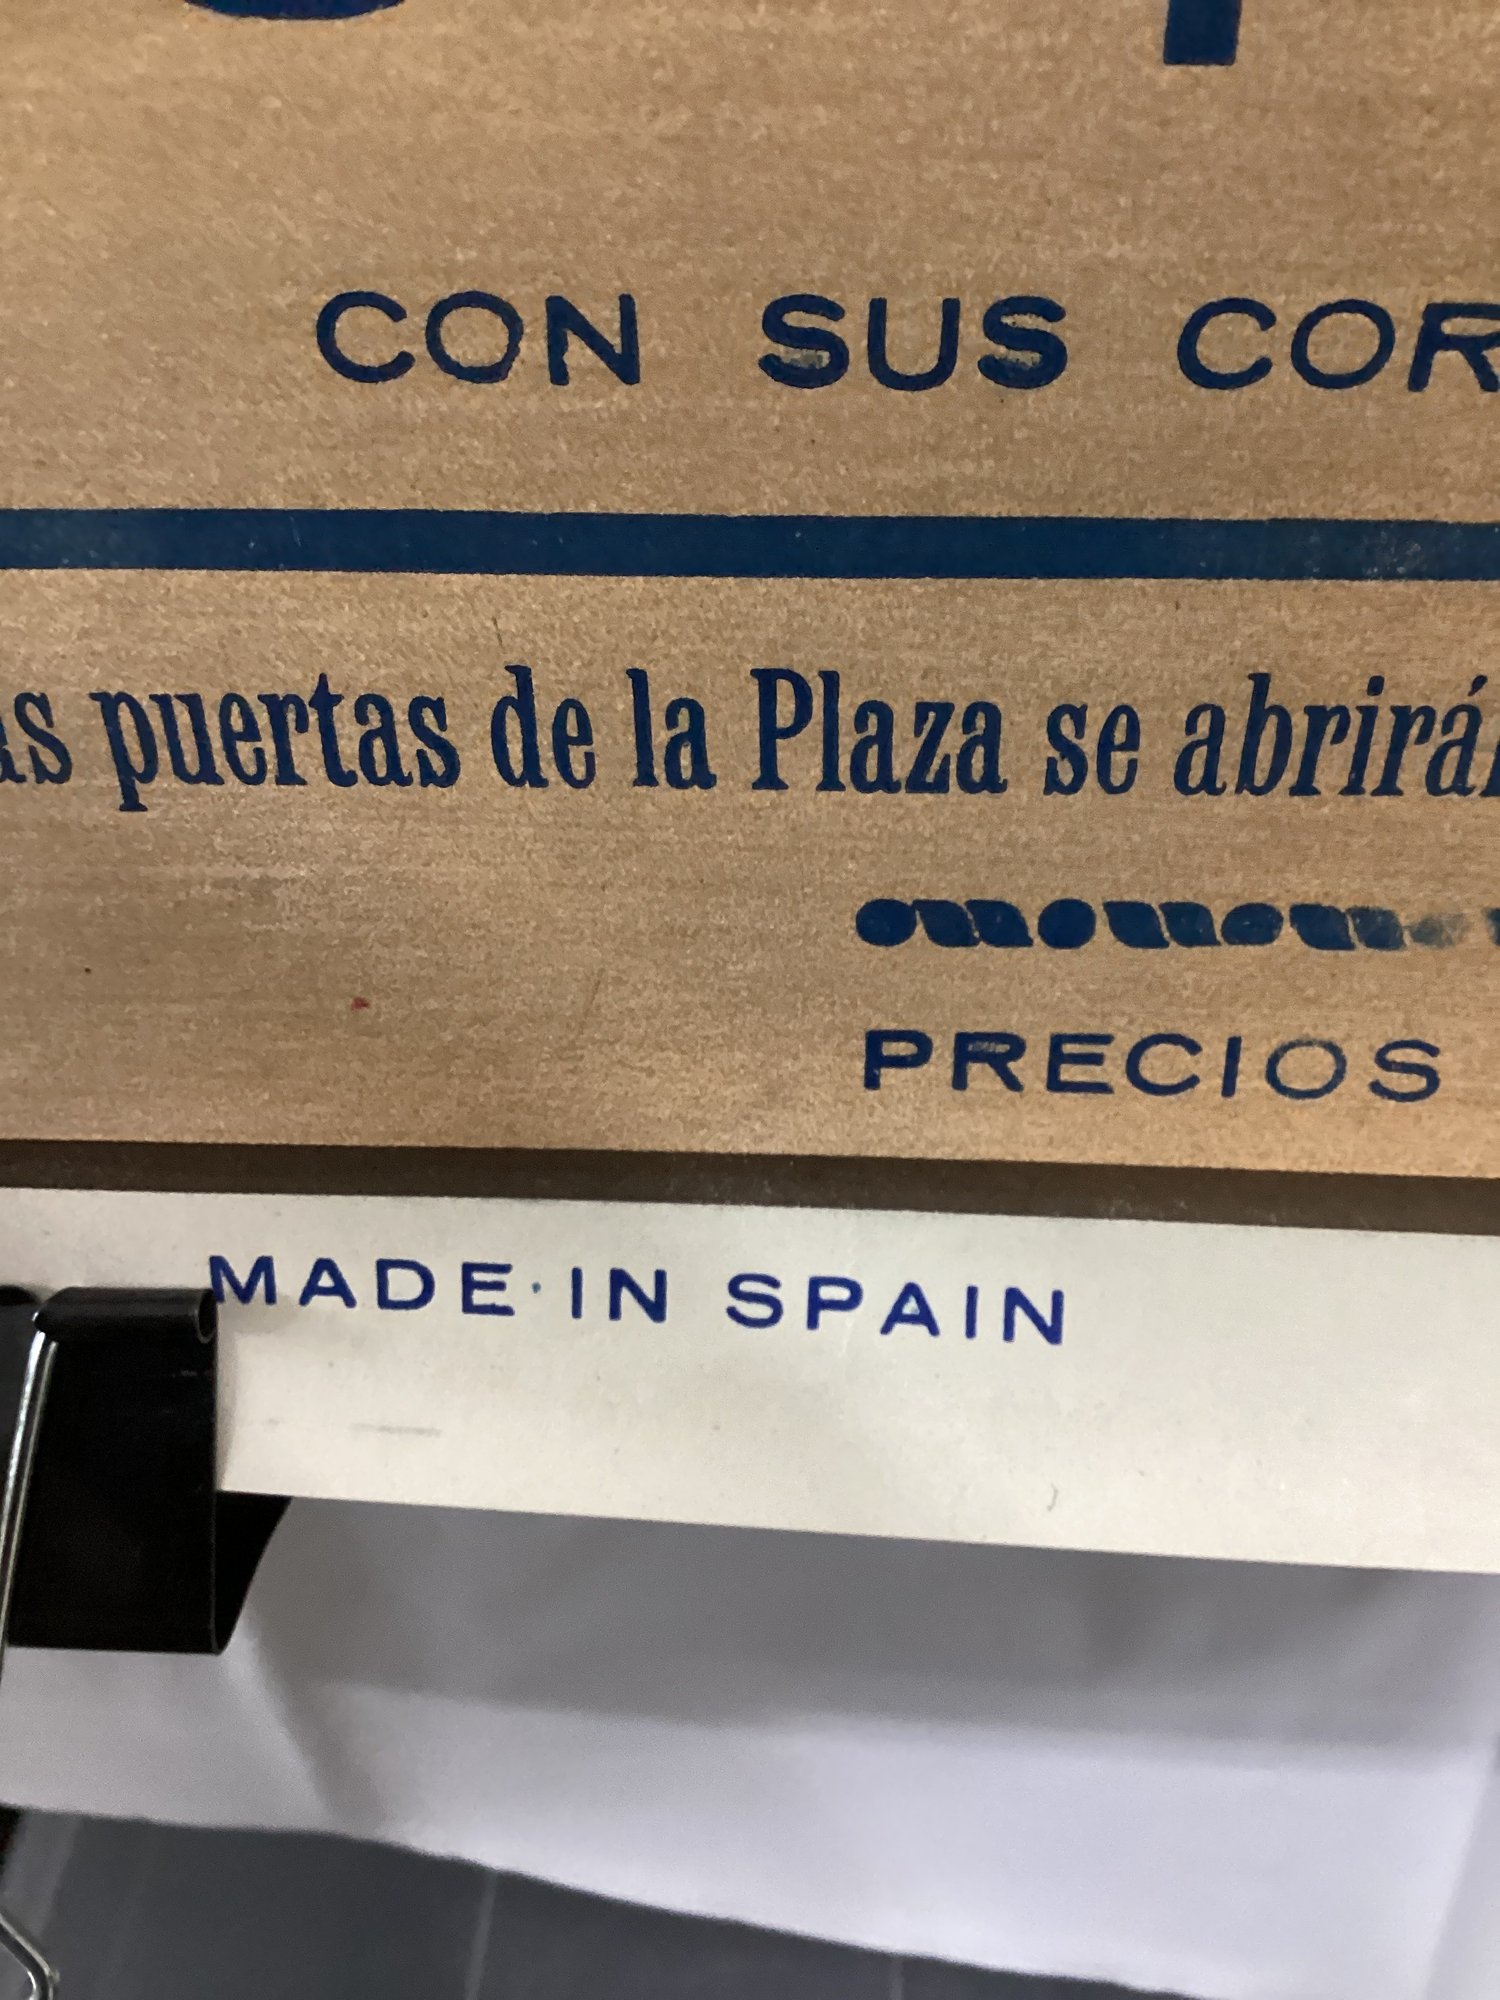 CON SUS COR
as puertas de la Plaza se abrirá
PRECIOS
MADE IN SPAIN